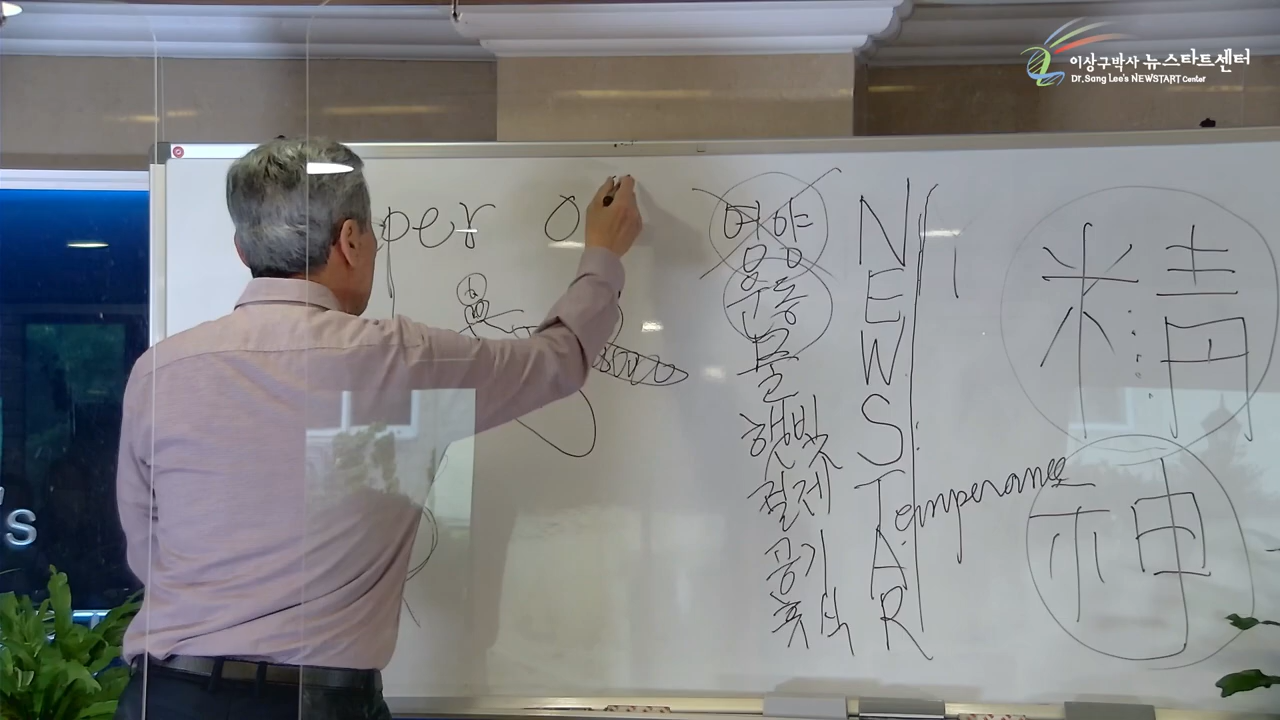 이상구박사 뉴스타트센터
Dr. Sang Lee's NEWSTART Center
per o
영양 N
운동 E
물 W
햇빛 S
절제 Temperance
공기 A
휴식 R
精
神
s